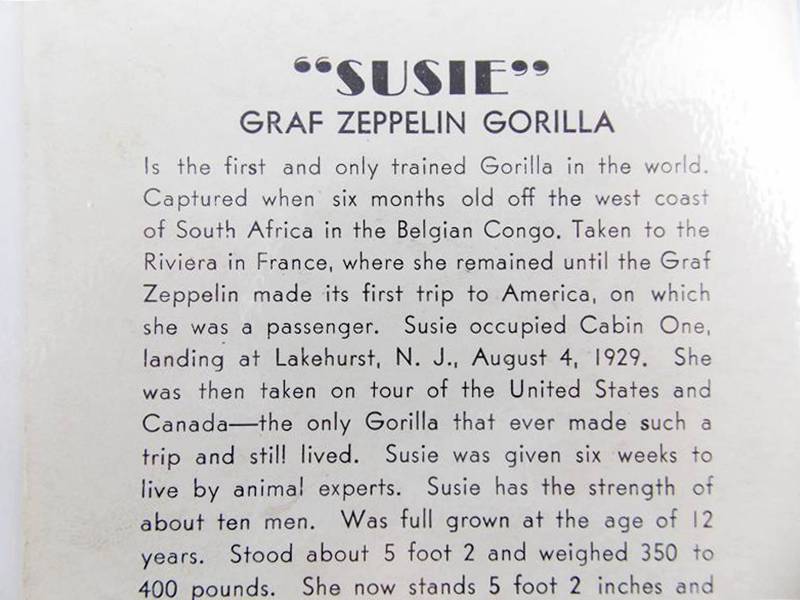 “SUSIE”
GRAF ZEPPELIN GORILLA
Is the first and only trained Gorilla in the world.
Captured when six months old off the west coast
of South Africa in the Belgian Congo. Taken to the
Riviera in France, where she remained until the Graf
Zeppelin made its first trip to America, on which
she was a passenger. Susie occupied Cabin One,
landing at Lakehurst, N. J., August 4, 1929. She
was then taken on tour of the United States and
Canada—the only Gorilla that ever made such a
trip and still lived. Susie was given six weeks to
live by animal experts. Susie has the strength of
about ten men. Was full grown at the age of 12
years. Stood about 5 foot 2 and weighed 350 to
400 pounds. She now stands 5 foot 2 inches and